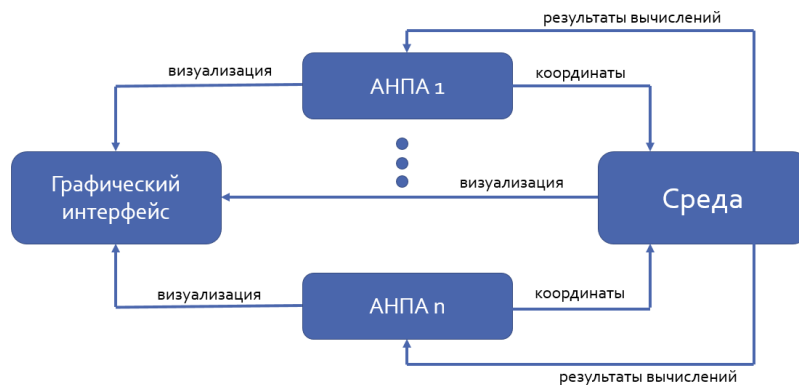 результаты вычислений
визуализация
АНПА 1
координаты
Графический
интерфейс
визуализация
Среда
визуализация
АНПА n
координаты
результаты вычислений